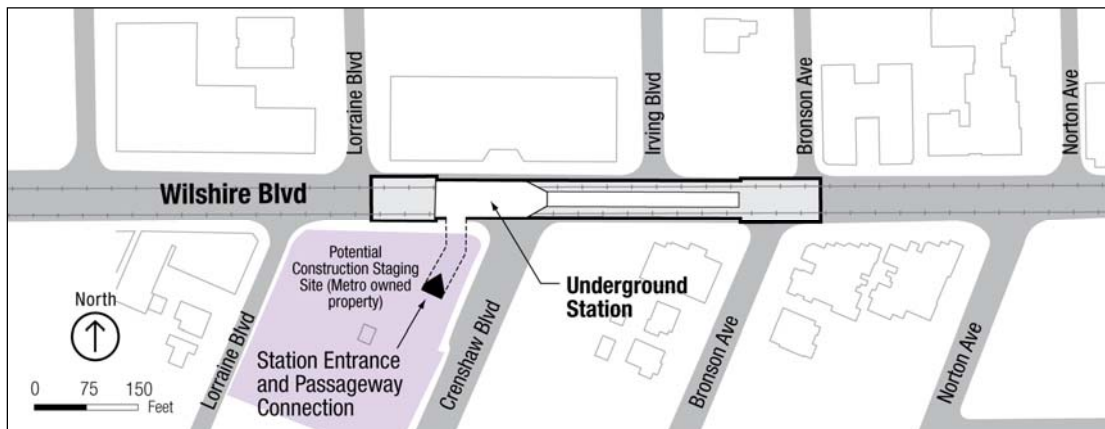 Lorraine Blvd
Irving Blvd
Bronson Ave
Norton Ave
Wilshire Blvd
Potential
Construction Staging
Site (Metro owned
property)
Underground
Station
North
Station Entrance
and Passageway
Connection
0 75 150
Feet
Lorraine Blvd
Crenshaw Blvd
Bronson Ave
Norton Ave